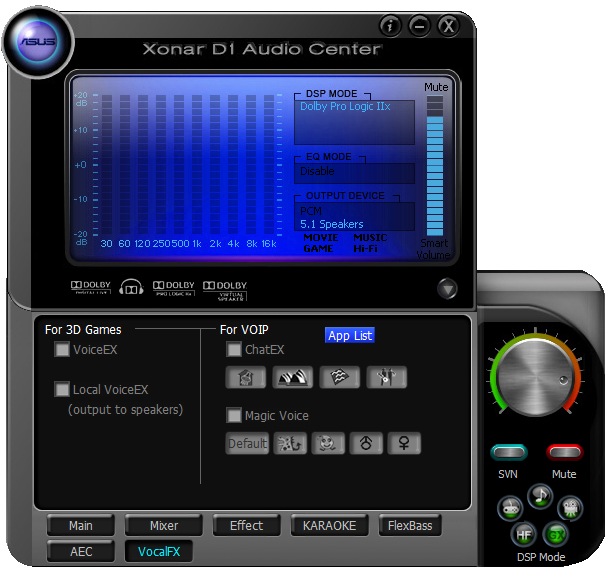 ASUS
Xonar D1 Audio Center
Mute
+20
dB
+10
+0
-10
-20
dB
30 60 120 250 500 1k 2k 4k 8k 16k
DSP MODE
Dolby Pro Logic IIx
EQ MODE
Disable
OUTPUT DEVICE
PCM
5.1 Speakers
MOVIE MUSIC
GAME Hi-Fi
Smart
Volume
DOLBY
DIGITAL LIVE
DOLBY
PRO LOGIC IIx
DOLBY
VIRTUAL
SPEAKER
For 3D Games
VoiceEX
Local VoiceEX
(output to speakers)
For VOIP
App List
ChatEX
Magic Voice
Default
SVN
Mute
HF
GX
DSP Mode
Main
Mixer
Effect
KARAOKE
FlexBass
AEC
VocalFX